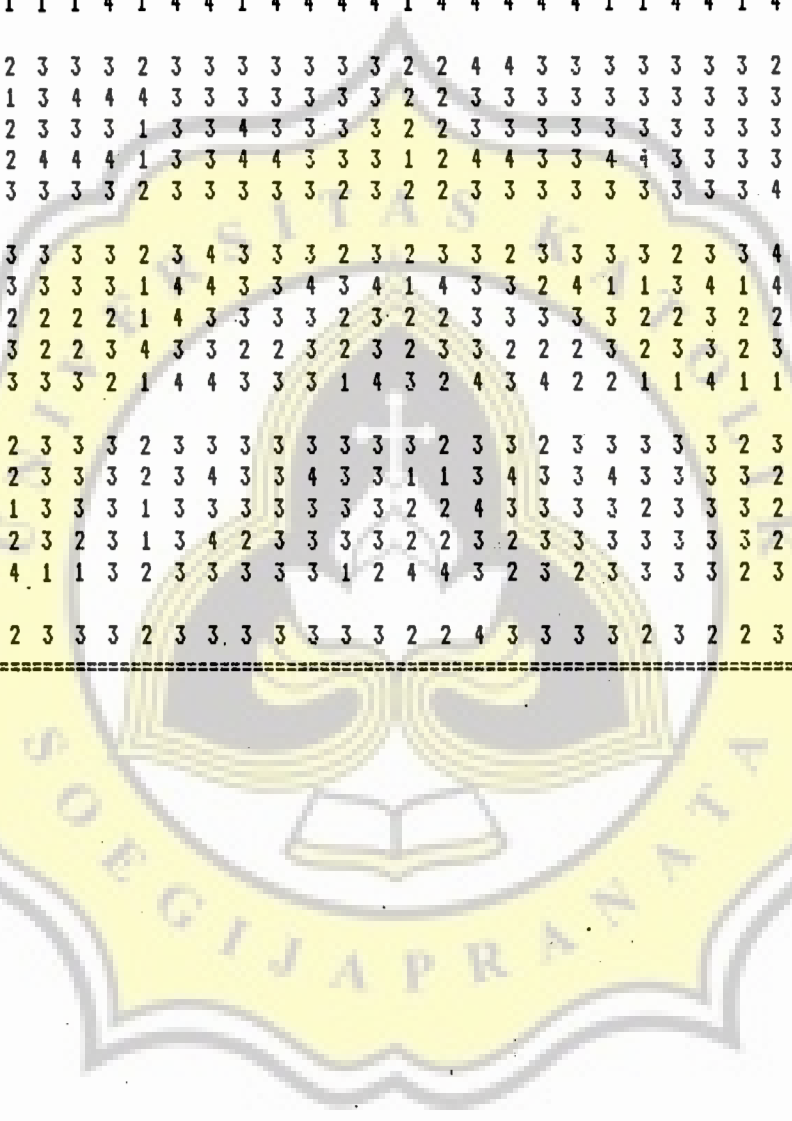 1 1 1 4 1 4 4 1 4 4 4 4 1 4 4 4 4 4 1 1 4 4 1 4
2 3 3 3 2 3 3 3 3 3 3 3 2 2 4 4 3 3 3 3 3 3 3 2
1 3 4 4 4 3 3 3 3 3 3 3 2 2 3 3 3 3 3 3 3 3 3 3
2 3 3 3 1 3 3 4 3 3 3 3 2 2 3 3 3 3 3 3 3 3 3 3
2 4 4 4 1 3 3 4 4 3 3 3 1 2 4 4 3 3 4 3 3 3 3
3 3 3 3 2 3 3 3 3 3 2 3 2 2 3 3 3 3 3 3 3 3 3 4
3 3 3 3 2 3 4 3 3 3 2 3 2 3 3 2 3 3 3 3 2 3 3 4
3 3 3 3 1 4 4 3 3 4 3 4 1 4 3 3 2 4 1 1 3 4 1 4
2 2 2 2 1 4 3 3 3 3 2 3 2 2 3 3 3 3 3 2 2 3 2 2
3 2 2 3 4 3 3 2 2 3 2 3 2 3 3 2 2 2 3 2 3 3 2 3
3 3 3 2 1 4 4 3 3 3 1 4 3 2 4 3 4 2 2 1 1 4 1 1
2 3 3 3 2 3 3 3 3 3 3 3 3 2 3 3 2 3 3 3 3 3 2 3
2 3 3 3 2 3 4 3 3 4 3 3 1 1 3 4 3 3 4 3 3 3 3 2
1 3 3 3 1 3 3 3 3 3 3 3 2 2 4 3 3 3 3 2 3 3 3 2
2 3 2 3 1 3 4 2 3 3 3 3 2 2 3 2 3 3 3 3 3 3 3 2
4 1 1 3 2 3 3 3 3 3 1 2 4 4 3 2 3 2 3 3 3 3 2 3
2 3 3 3 2 3 3 3 3 3 3 3 2 2 4 3 3 3 3 2 3 2 2 3
UNIVERSITAS KATOLIK
SOEGIJAPRANATA